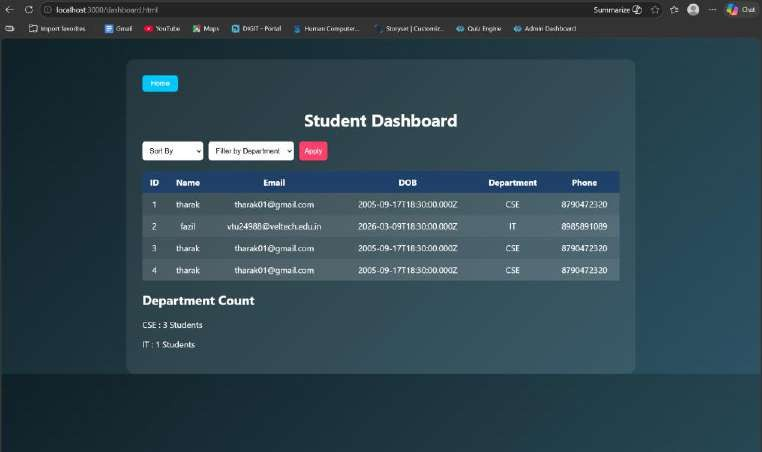 localhost:3000/dashboard.html Summarize Chat
Import favorites Gmail YouTube Maps DIGIT - Portal Human Computer... Storyset | Customiz... Quiz Engine Admin Dashboard
Home
Student Dashboard
Sort By Filter by Department Apply
ID Name Email DOB Department Phone
1 tharak tharak01@gmail.com 2005-09-17T18:30:00.000Z CSE 8790472320
2 fazil vtu24988@veltech.edu.in 2026-03-09T18:30:00.000Z IT 8985891089
3 tharak tharak01@gmail.com 2005-09-17T18:30:00.000Z CSE 8790472320
4 tharak tharak01@gmail.com 2005-09-17T18:30:00.000Z CSE 8790472320
Department Count
CSE : 3 Students
IT : 1 Students